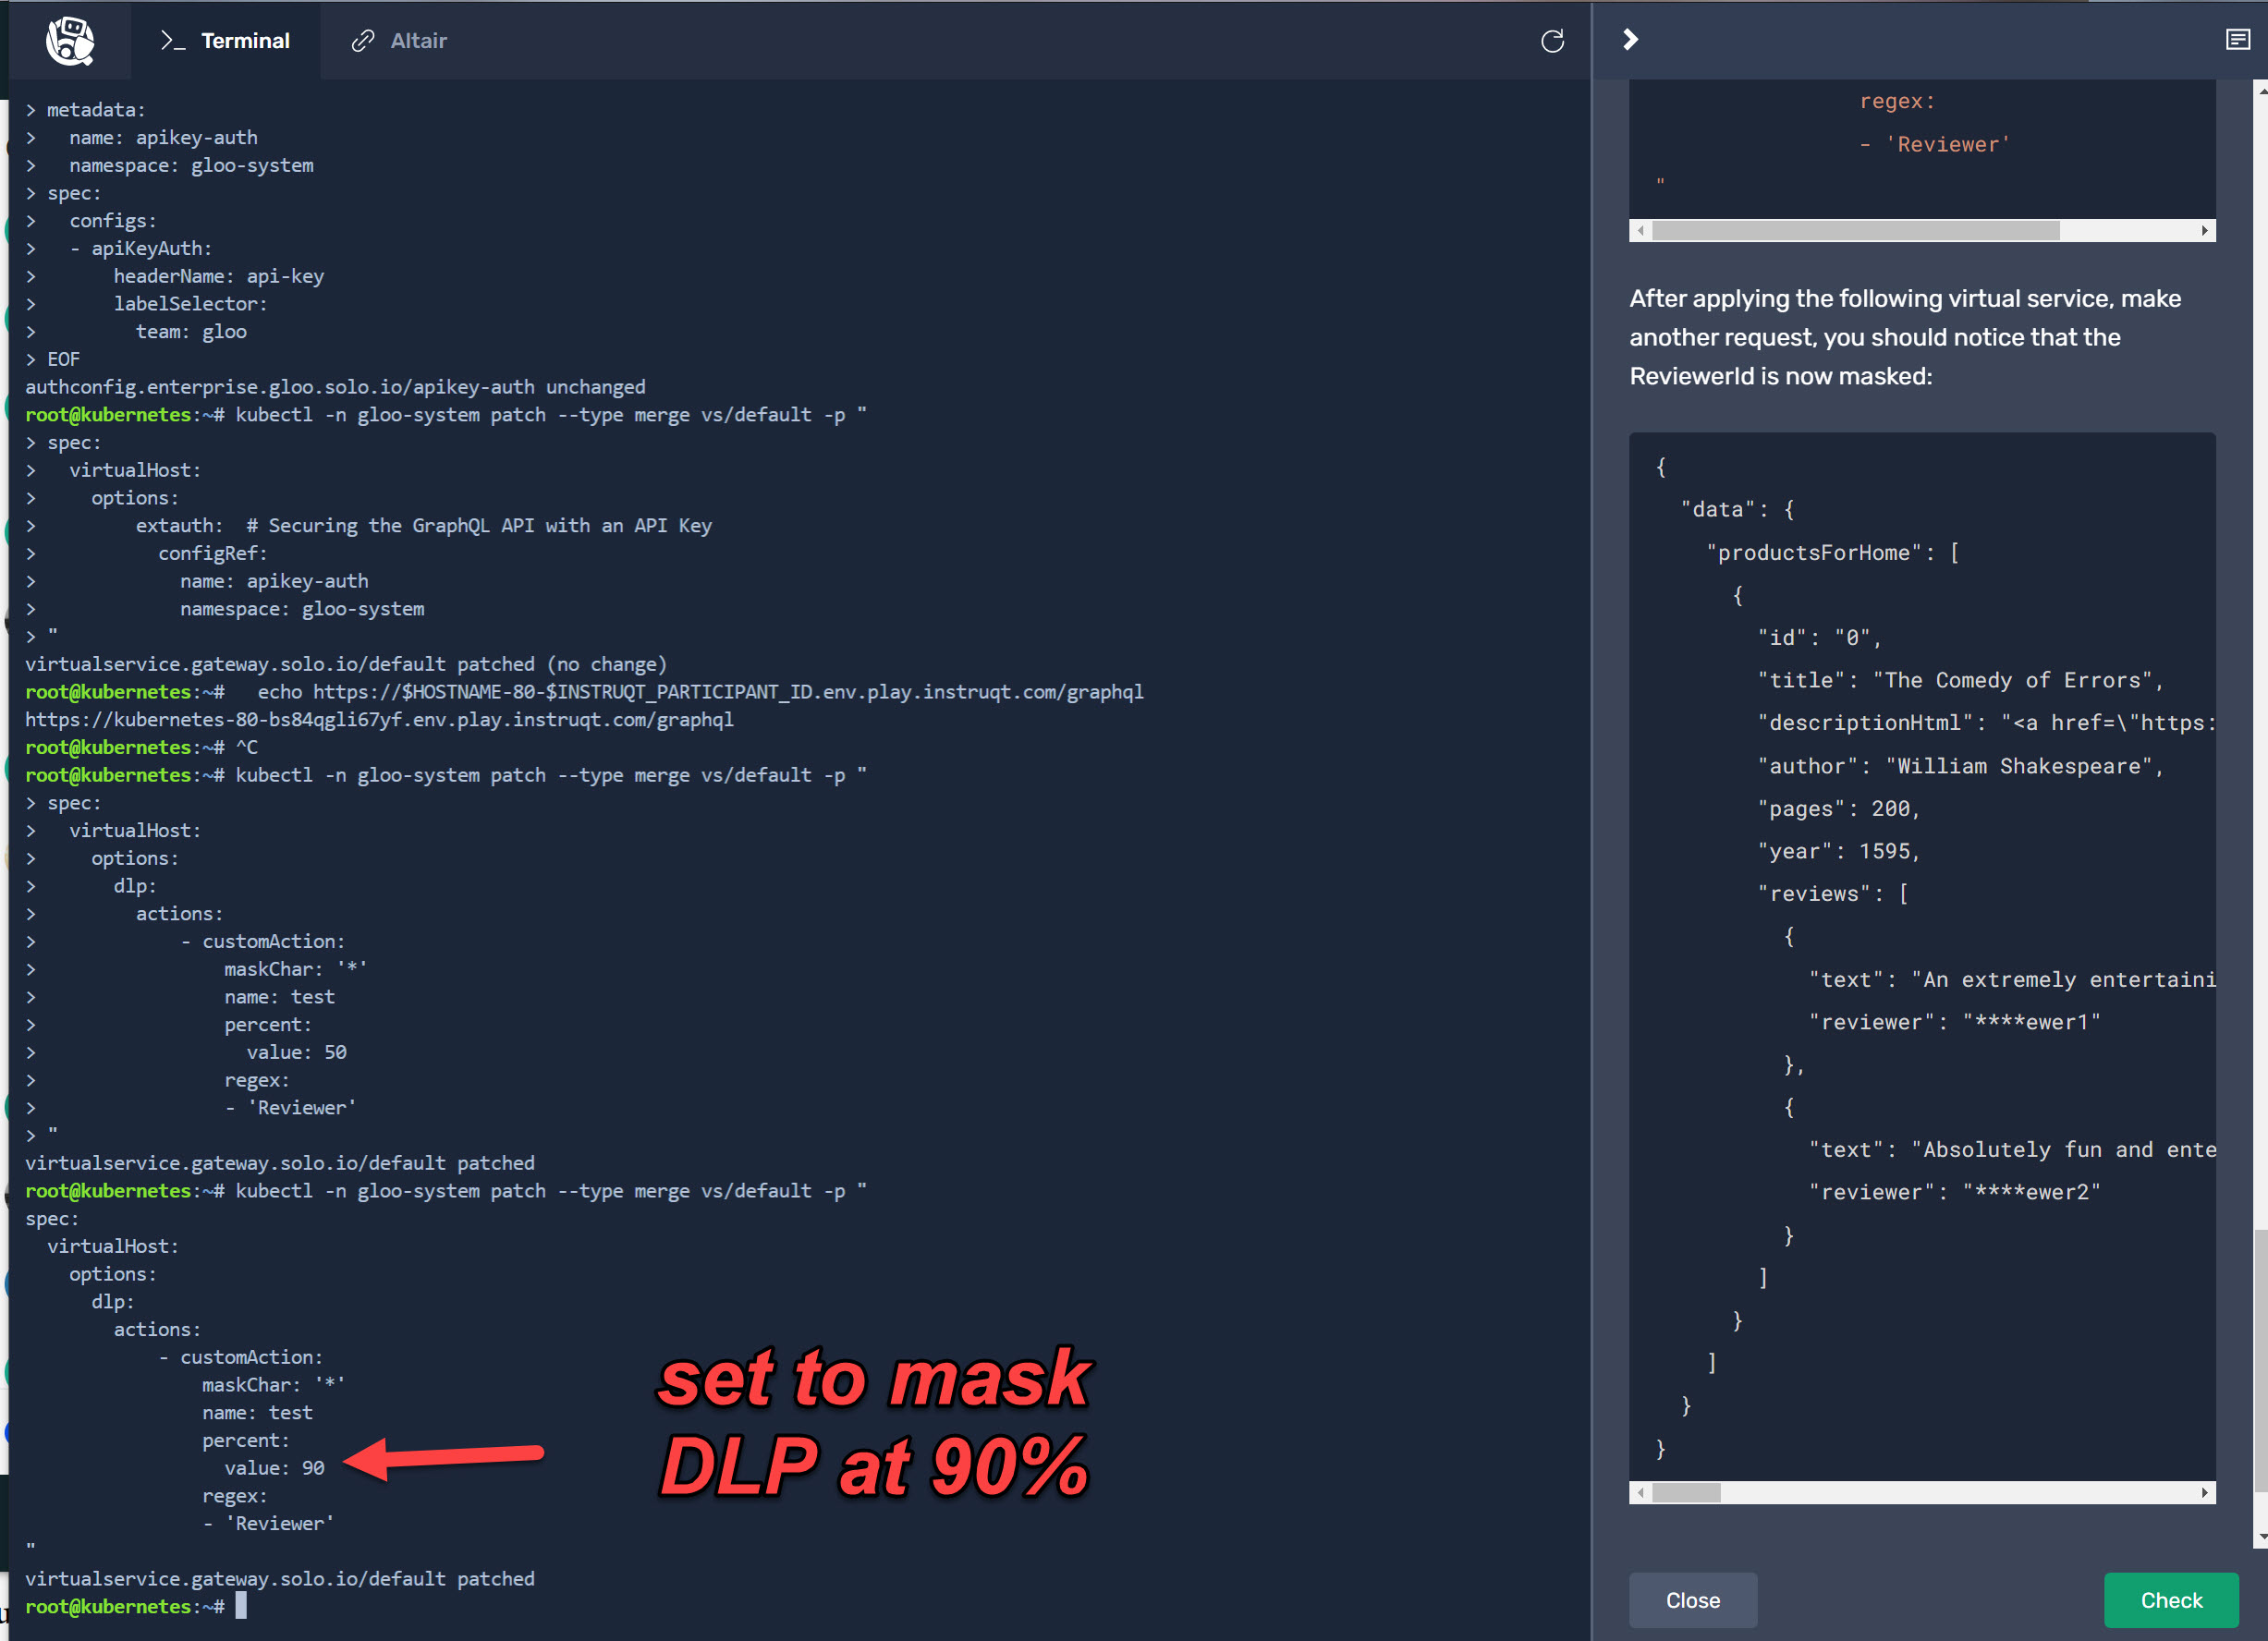 Terminal
Altair
> metadata:
>   name: apikey-auth
>   namespace: gloo-system
> spec:
>   configs:
>   - apiKeyAuth:
>       headerName: api-key
>       labelSelector:
>         team: gloo
> EOF
authconfig.enterprise.gloo.solo.io/apikey-auth unchanged
root@kubernetes:~# kubectl -n gloo-system patch --type merge vs/default -p "
> spec:
>   virtualHost:
>     options:
>         extauth:  # Securing the GraphQL API with an API Key
>           configRef:
>             name: apikey-auth
>             namespace: gloo-system
> "
virtualservice.gateway.solo.io/default patched (no change)
root@kubernetes:~#   echo https://$HOSTNAME-80-$INSTRUQT_PARTICIPANT_ID.env.play.instruqt.com/graphql
https://kubernetes-80-bs84qgli67yf.env.play.instruqt.com/graphql
root@kubernetes:~# ^C
root@kubernetes:~# kubectl -n gloo-system patch --type merge vs/default -p "
> spec:
>   virtualHost:
>     options:
>       dlp:
>         actions:
>             - customAction:
>                 maskChar: '*'
>                 name: test
>                 percent:
>                   value: 50
>                 regex:
>                 - 'Reviewer'
> "
virtualservice.gateway.solo.io/default patched
root@kubernetes:~# kubectl -n gloo-system patch --type merge vs/default -p "
spec:
  virtualHost:
    options:
      dlp:
        actions:
            - customAction:
                maskChar: '*'
                name: test
                percent:
                  value: 90
                regex:
                - 'Reviewer'
"
virtualservice.gateway.solo.io/default patched
root@kubernetes:~#
set to mask
DLP at 90%
regex:
- 'Reviewer'
"
After applying the following virtual service, make
another request, you should notice that the
ReviewerId is now masked:
{
  "data": {
    "productsForHome": [
      {
        "id": "0",
        "title": "The Comedy of Errors",
        "descriptionHtml": "<a href=\"https:
        "author": "William Shakespeare",
        "pages": 200,
        "year": 1595,
        "reviews": [
          {
            "text": "An extremely entertaini
            "reviewer": "****ewer1"
          },
          {
            "text": "Absolutely fun and ente
            "reviewer": "****ewer2"
          }
        ]
      }
    ]
  }
}
Close
Check